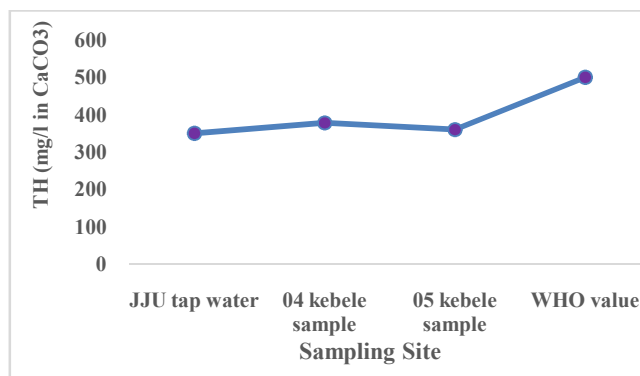 600
500
400
300
200
100
0
TH (mg/l in CaCO3)
JJU tap water
04 kebele
sample
05 kebele
sample
WHO value
Sampling Site